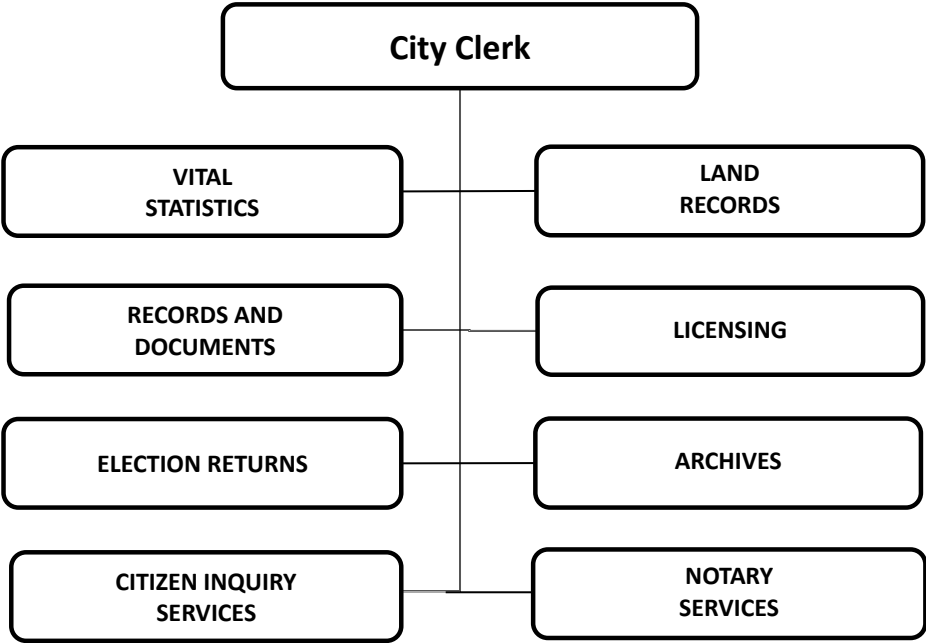 City Clerk
VITAL
STATISTICS
LAND
RECORDS
RECORDS AND
DOCUMENTS
LICENSING
ELECTION RETURNS
ARCHIVES
CITIZEN INQUIRY
SERVICES
NOTARY
SERVICES